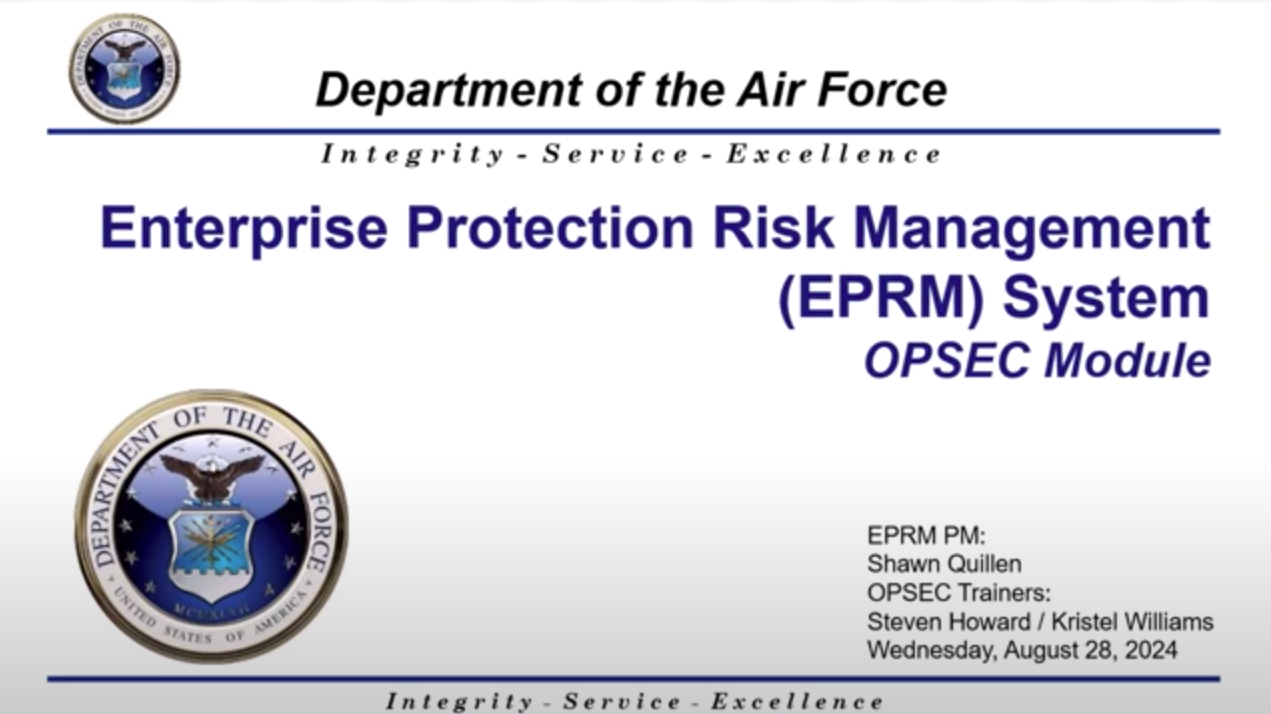 Department of the Air Force
Integrity - Service - Excellence
Enterprise Protection Risk Management
(EPRM) System
OPSEC Module
DEPARTMENT OF THE AIR FORCE
UNITED STATES OF AMERICA
MCMXLVII
EPRM PM:
Shawn Quillen
OPSEC Trainers:
Steven Howard / Kristel Williams
Wednesday, August 28, 2024
Integrity - Service - Excellence